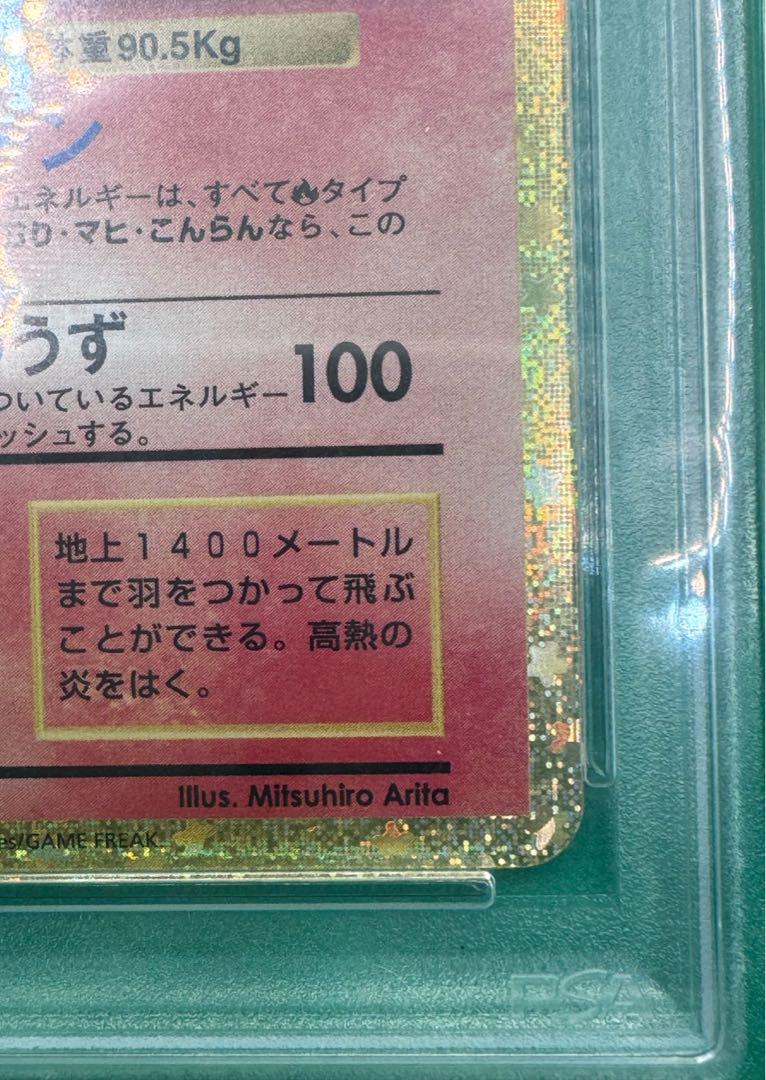 体重90.5Kg
ン
エネルギーは、すべて🔥タイプ
り・マヒ・こんらんなら、この
うず
100
ついているエネルギー
ッシュする。
地上1400メートル
まで羽をつかって飛ぶ
ことができる。高熱の
炎をはく。
Illus. Mitsuhiro Arita
es/GAME FREAK.
PSA